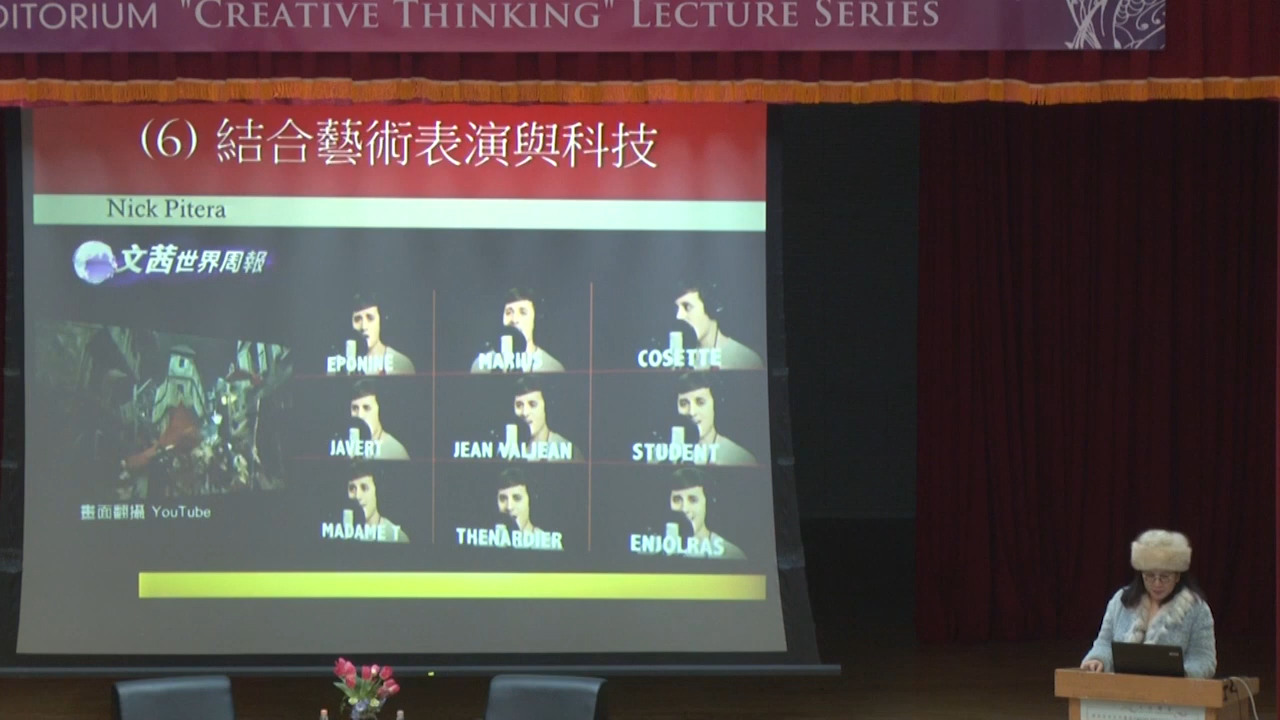 DITORIUM "CREATIVE THINKING" LECTURE SERIES
(6) 結合藝術表演與科技
Nick Pitera
文茜世界周報
EPONINE MARIUS COSETTE
JAVERT JEAN VALJEAN STUDENT
MADAME T THENARDIER ENJOLRAS
畫面翻攝 YouTube